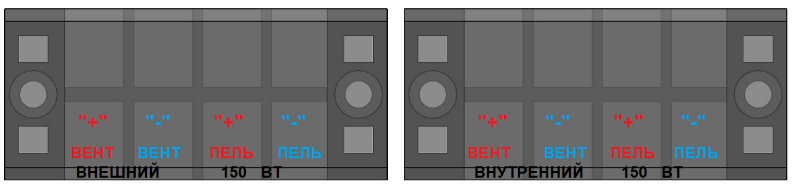 "+" "-" "+" "-"
ВЕНТ ВЕНТ ПЕЛЬ ПЕЛЬ
ВНЕШНИЙ 150 ВТ
"+" "-" "+" "-"
ВЕНТ ВЕНТ ПЕЛЬ ПЕЛЬ
ВНУТРЕННИЙ 150 ВТ